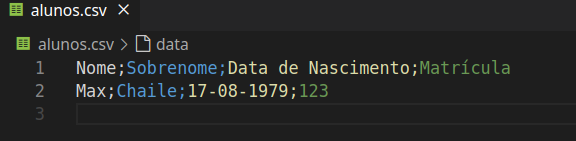 alunos.csv ×
alunos.csv > data
1 Nome;Sobrenome;Data de Nascimento;Matrícula
2 Max;Chaile;17-08-1979;123
3